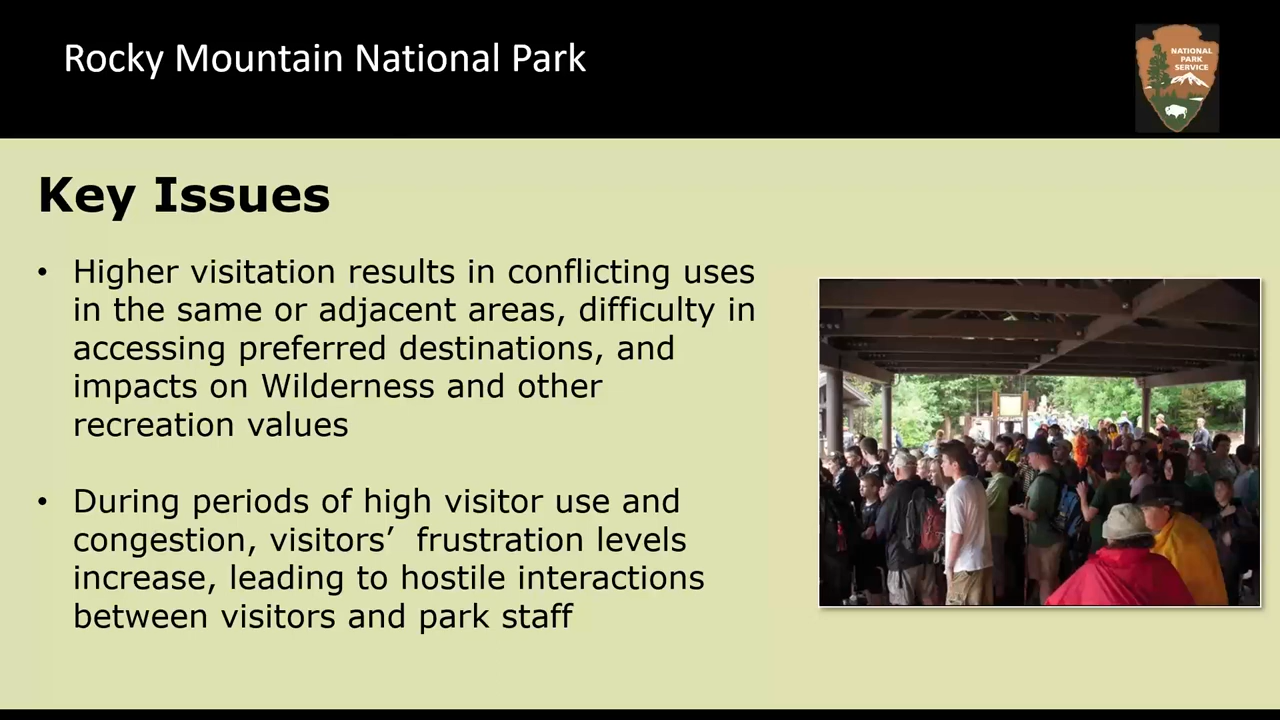 Rocky Mountain National Park
NATIONAL
PARK
SERVICE
Key Issues
• Higher visitation results in conflicting uses
in the same or adjacent areas, difficulty in
accessing preferred destinations, and
impacts on Wilderness and other
recreation values
• During periods of high visitor use and
congestion, visitors’  frustration levels
increase, leading to hostile interactions
between visitors and park staff